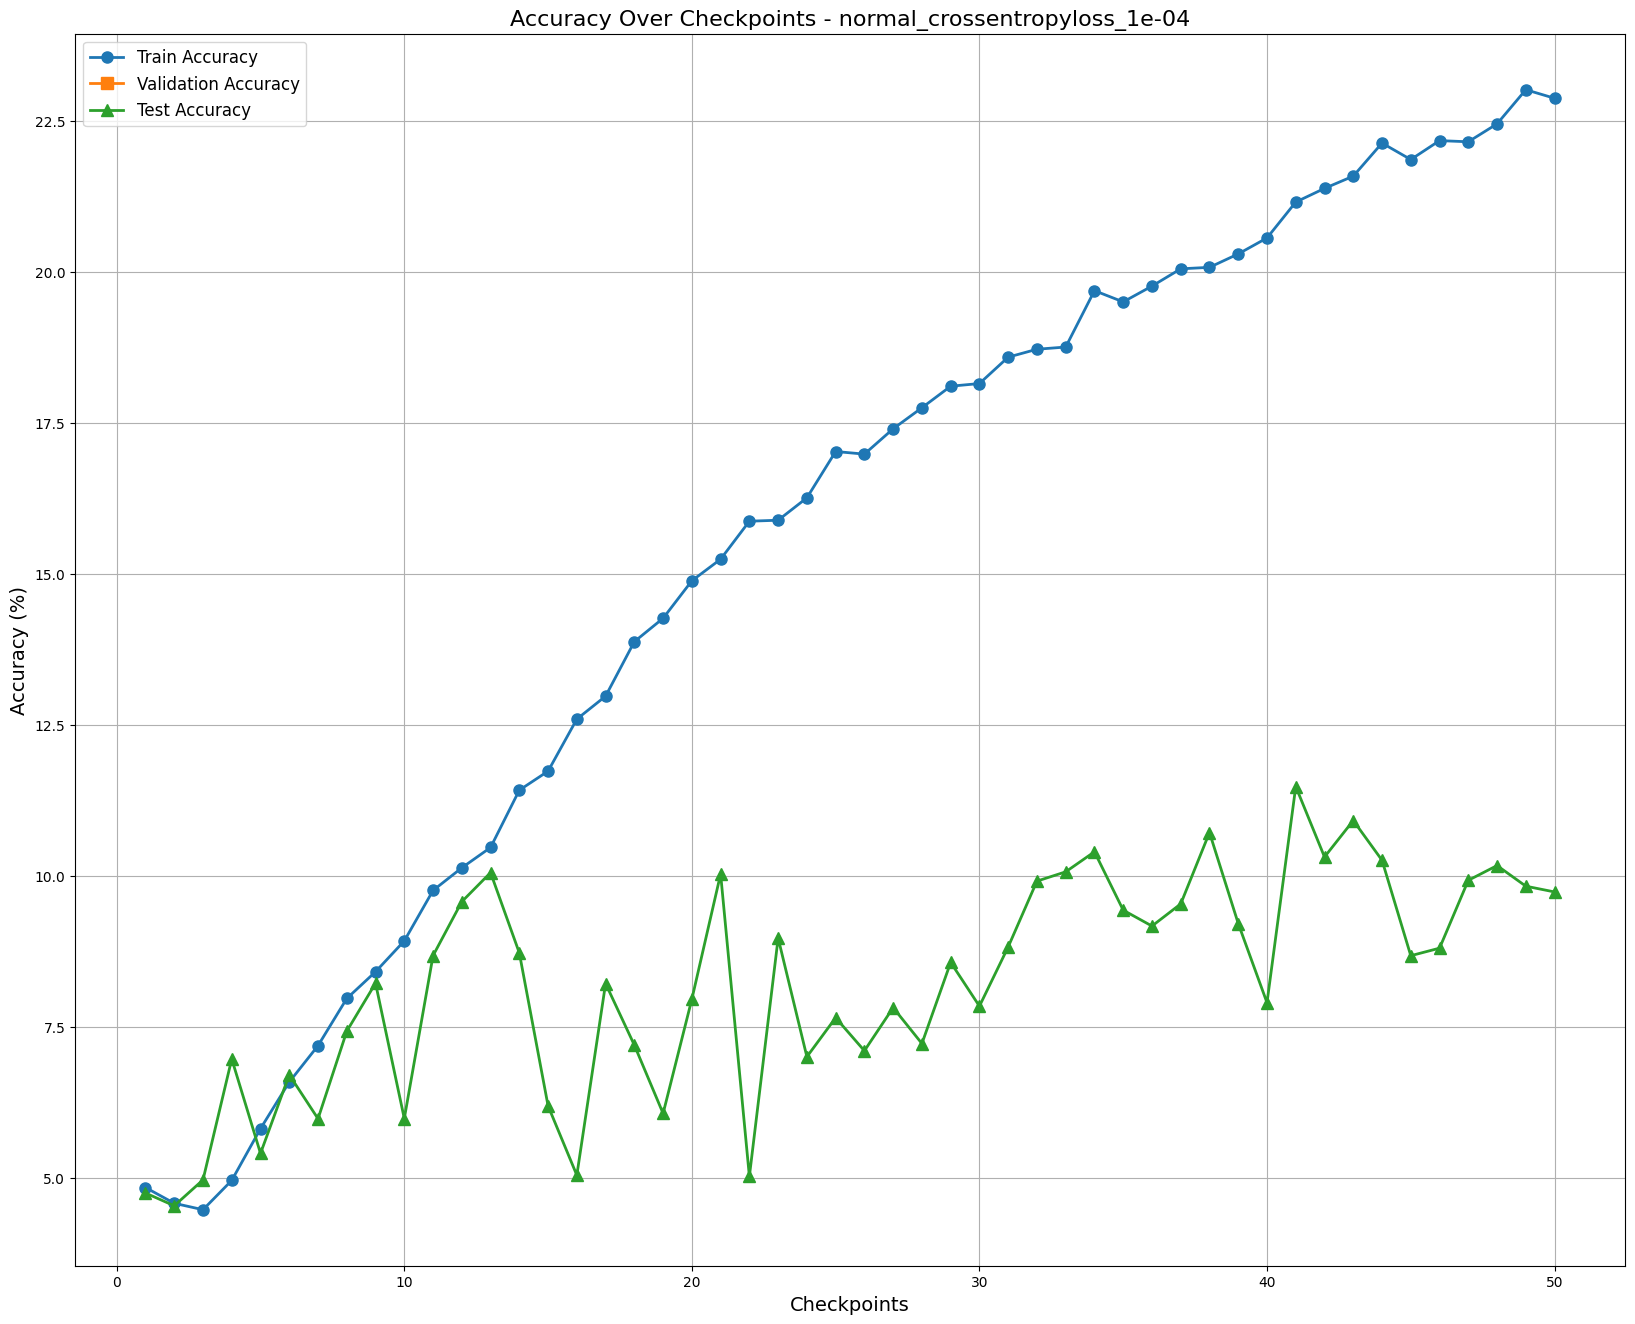 Accuracy Over Checkpoints - normal_crossentropyloss_1e-04
Train Accuracy
Validation Accuracy
Test Accuracy
22.5
20.0
17.5
15.0
12.5
10.0
7.5
5.0
Accuracy (%)
0 10 20 30 40 50
Checkpoints